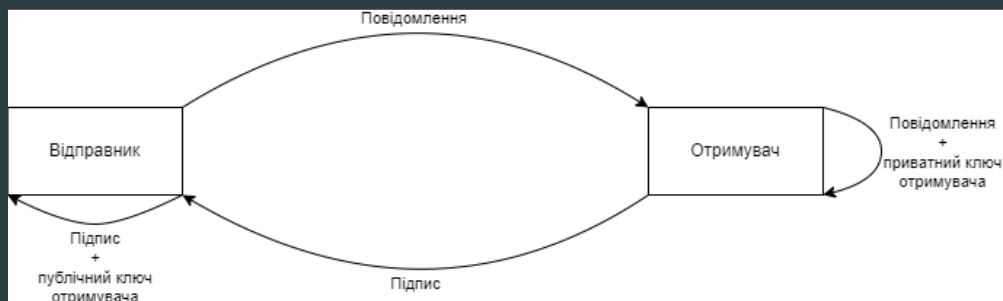 Повідомлення
Відправник
Отримувач
Повідомлення
+
приватний ключ
отримувача
Підпис
+
публічний ключ
отримувача
Підпис